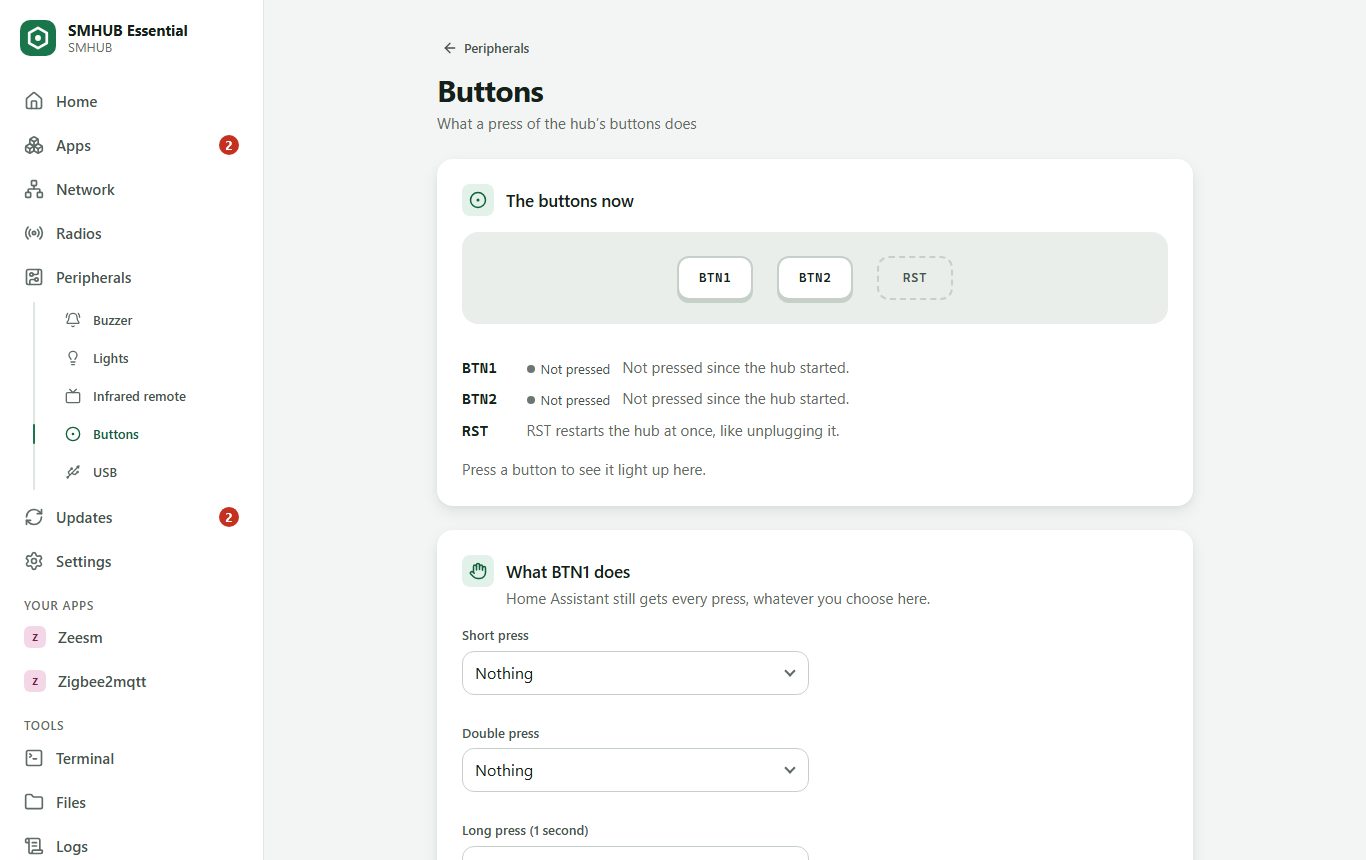 SMHUB Essential
SMHUB
Home
Apps 2
Network
Radios
Peripherals
Buzzer
Lights
Infrared remote
Buttons
USB
Updates 2
Settings
YOUR APPS
Z Zeesm
Z Zigbee2mqtt
TOOLS
Terminal
Files
Logs
Peripherals
Buttons
What a press of the hub's buttons does
The buttons now
BTN1 BTN2 RST
BTN1 Not pressed Not pressed since the hub started.
BTN2 Not pressed Not pressed since the hub started.
RST RST restarts the hub at once, like unplugging it.
Press a button to see it light up here.
What BTN1 does
Home Assistant still gets every press, whatever you choose here.
Short press
Nothing
Double press
Nothing
Long press (1 second)